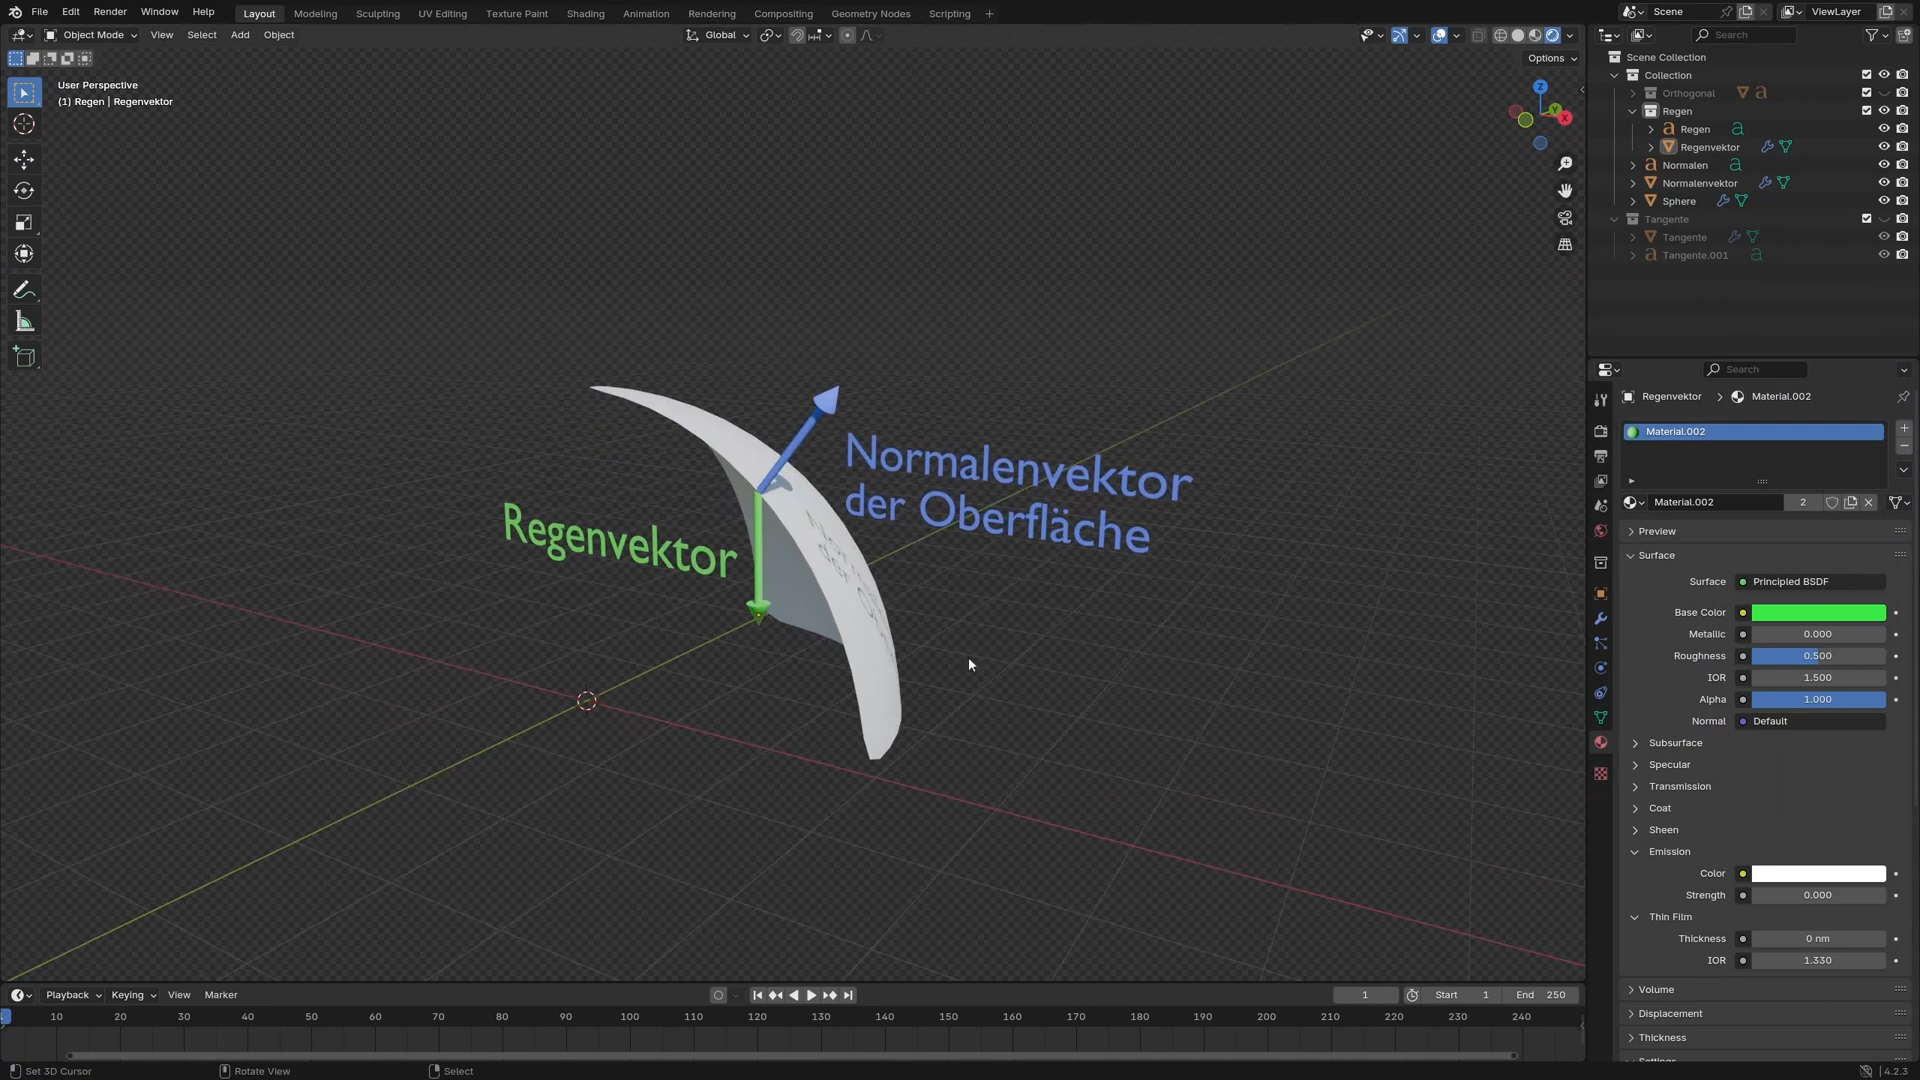 File Edit Render Window Help Layout Modeling Sculpting UV Editing Texture Paint Shading Animation Rendering Compositing Geometry Nodes Scripting + Scene ViewLayer
Object Mode View Select Add Object Global Search
Options
User Perspective
(1) Regen | Regenvektor
Z
Y
X
Scene Collection
Collection
Orthogonal
Regen
Regen
Regenvektor
Normalen
Normalenvektor
Sphere
Tangente
Tangente
Tangente.001
Normalenvektor
der Oberfläche
Regenvektor
Search
Regenvektor > Material.002
Material.002
Material.002 2
Preview
Surface
Surface Principled BSDF
Base Color
Metallic 0.000
Roughness 0.500
IOR 1.500
Alpha 1.000
Normal Default
Subsurface
Specular
Transmission
Coat
Sheen
Emission
Color
Strength 0.000
Thin Film
Thickness 0 nm
IOR 1.330
Volume
Displacement
Thickness
Playback Keying View Marker 1 Start 1 End 250
10 20 30 40 50 60 70 80 90 100 110 120 130 140 150 160 170 180 190 200 210 220 230 240
Set 3D Cursor Rotate View Select 4.2.3